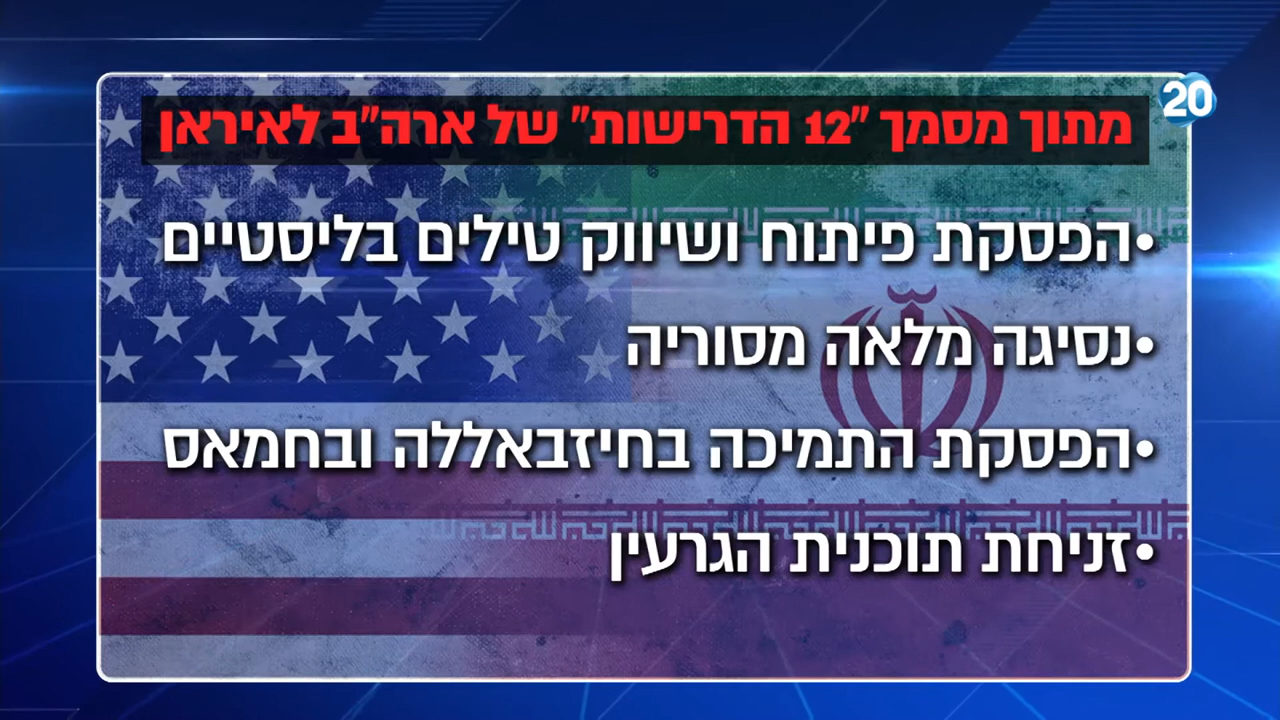 20
מתוך מסמך "12 הדרישות" של ארה"ב לאיראן
•הפסקת פיתוח ושיווק טילים בליסטיים
•נסיגה מלאה מסוריה
•הפסקת התמיכה בחיזבאללה ובחמאס
•זניחת תוכנית הגרעין